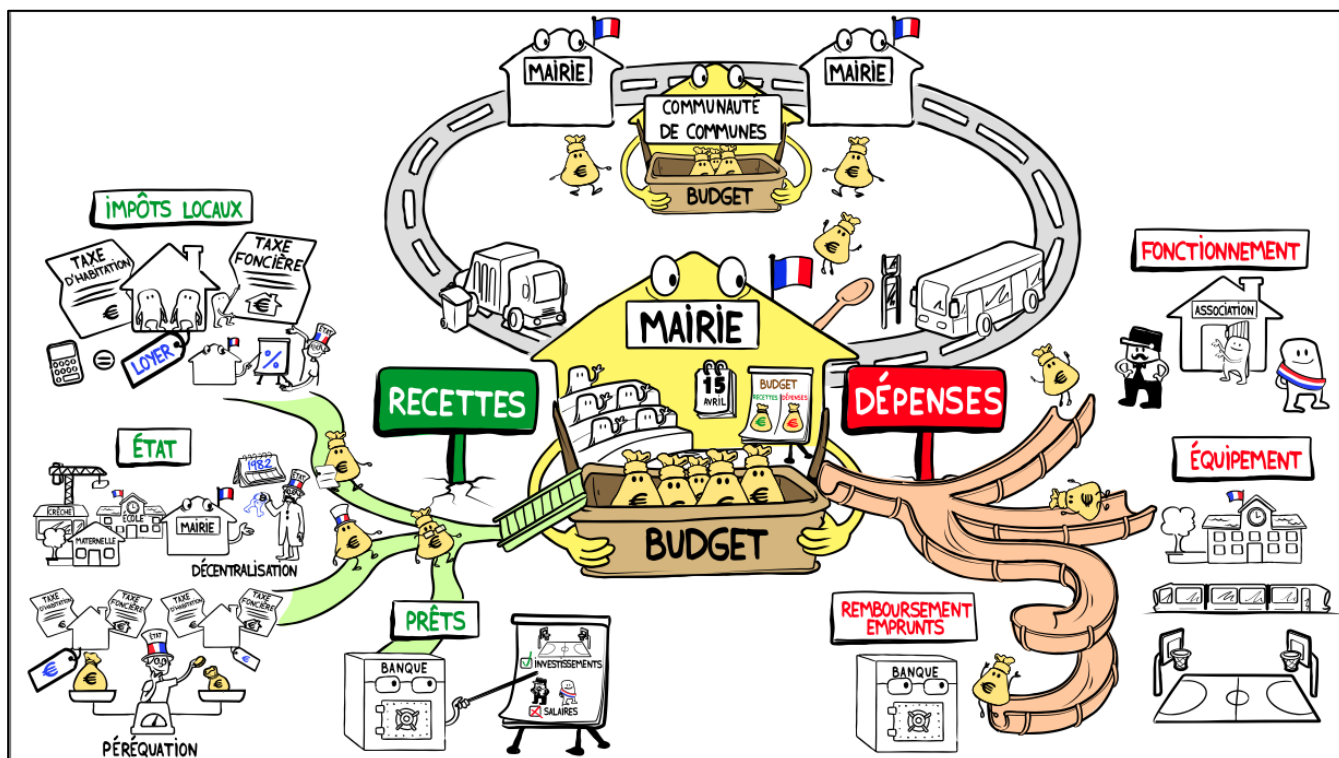 MAIRIE
MAIRIE
COMMUNAUTÉ
DE COMMUNES
€
€
€
BUDGET
€
IMPÔTS LOCAUX
TAXE
D'HABITATION
€
TAXE
FONCIÈRE
€
=
LOYER
%
ÉTAT
FONCTIONNEMENT
ASSOCIATION
MAIRIE
15
AVRIL
BUDGET
RECETTES
DÉPENSES
€
€
RECETTES
DÉPENSES
€
€
€
€
€
€
BUDGET
ÉTAT
CRÈCHE
ÉCOLE
MATERNELLE
MAIRIE
1982
ÉTAT
DÉCENTRALISATION
€
€
€
€
€
ÉQUIPEMENT
TAXE
D'HABITATION
TAXE
FONCIÈRE
TAXE
D'HABITATION
TAXE
FONCIÈRE
ÉTAT
€
€
€
€
PÉRÉQUATION
PRÊTS
BANQUE
INVESTISSEMENTS
SALAIRES
REMBOURSEMENT
EMPRUNTS
BANQUE
€